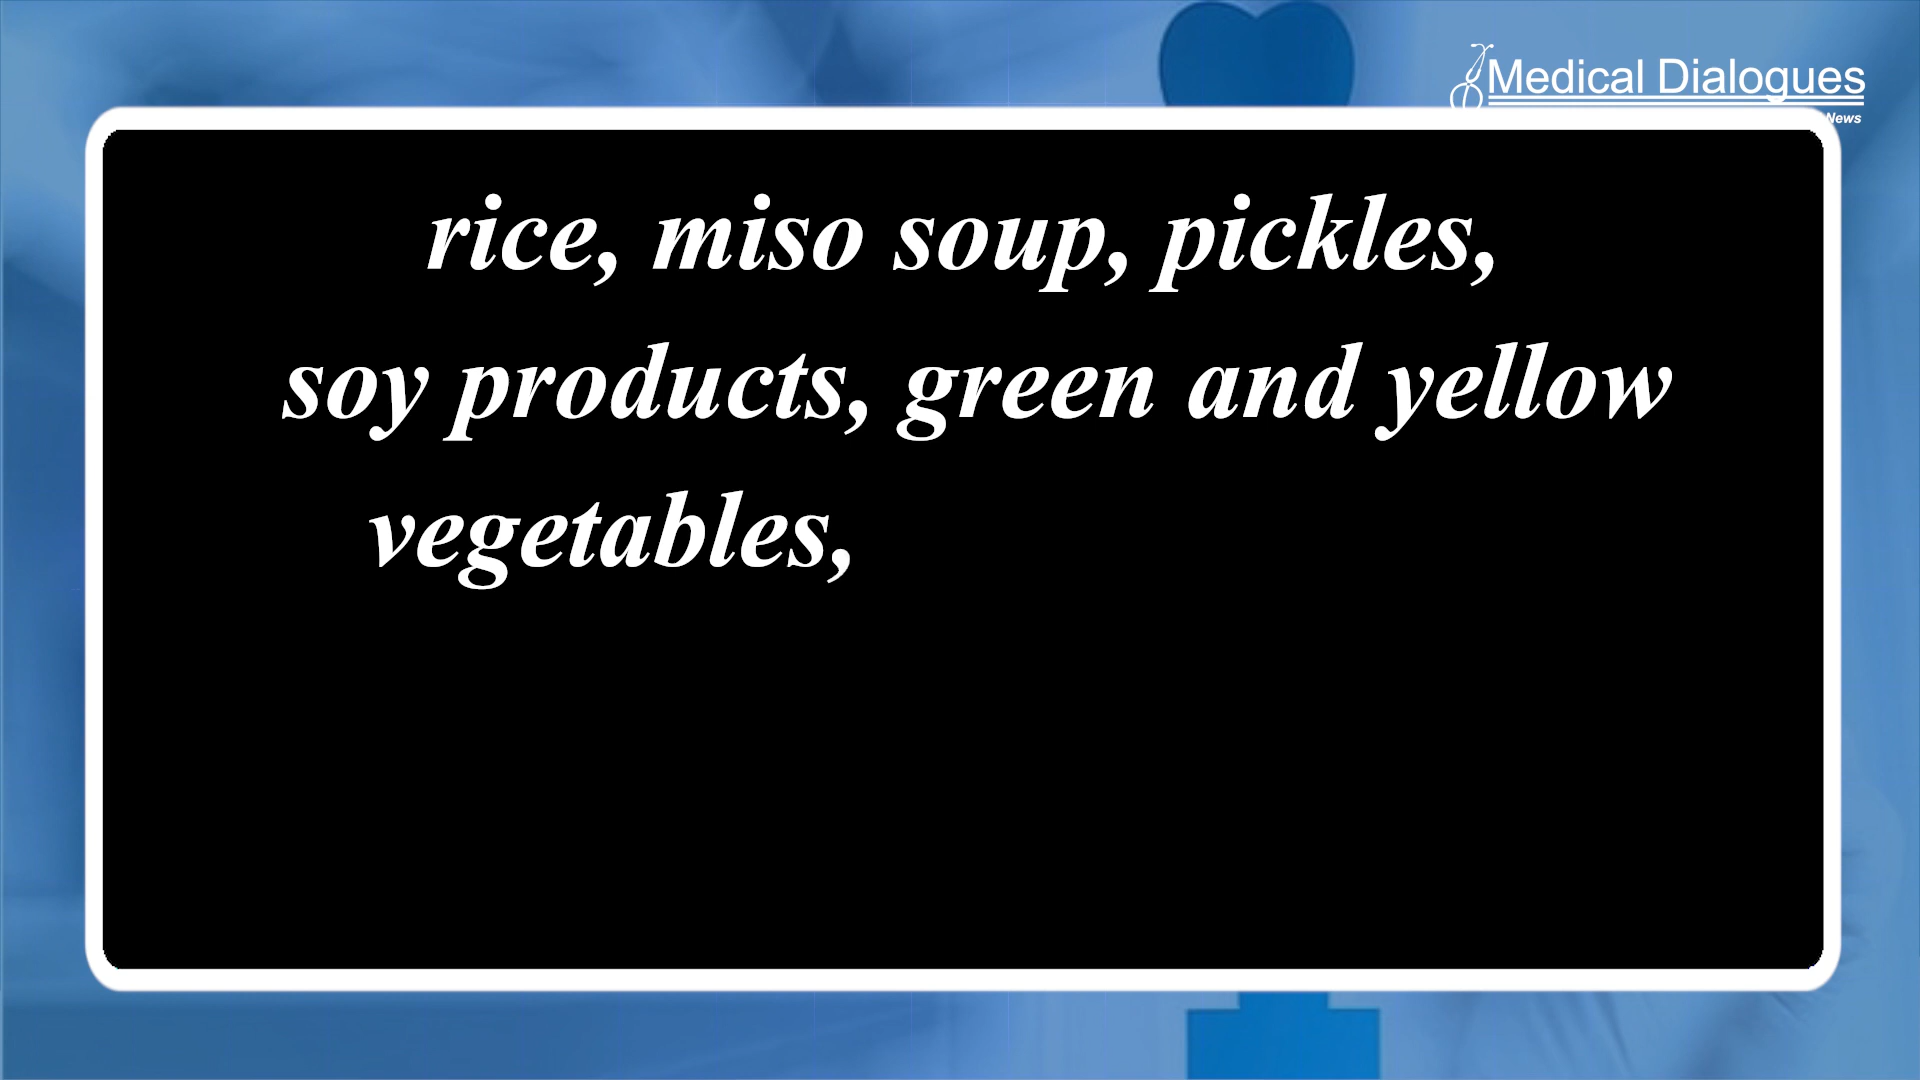 Medical Dialogues
News
rice, miso soup, pickles,
soy products, green and yellow
vegetables,